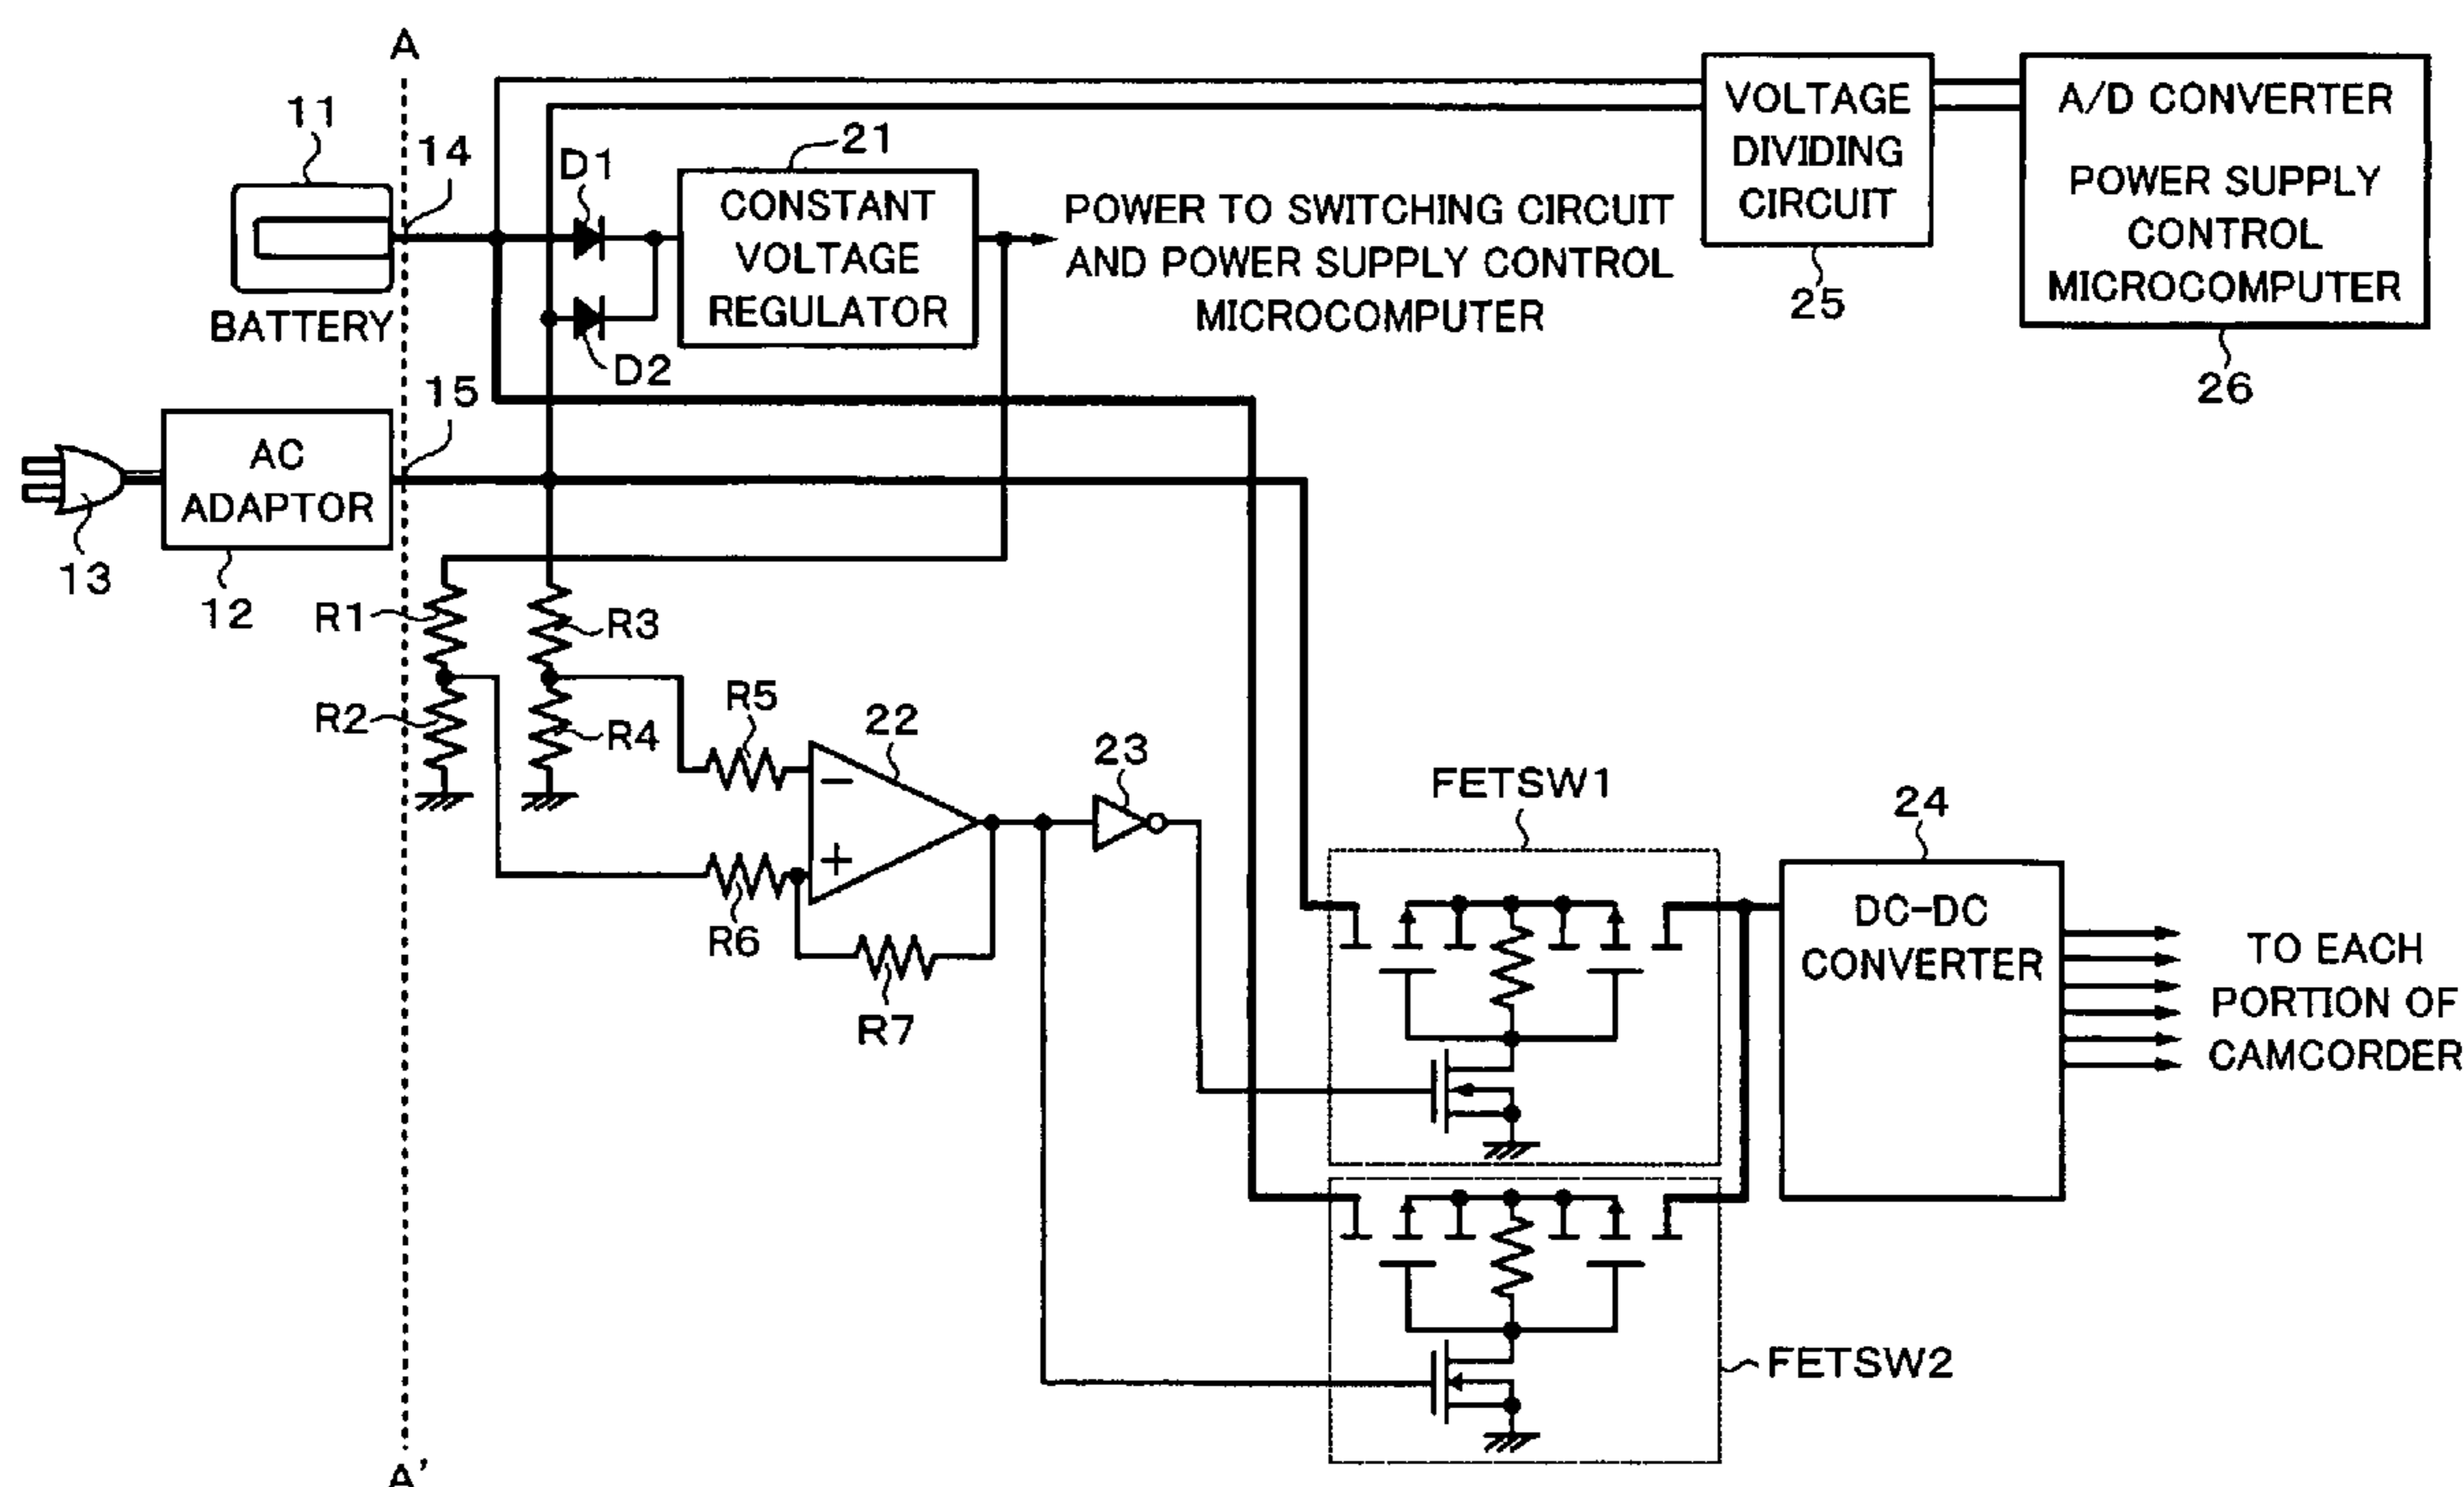 A
11
14
D1
21
CONSTANT
VOLTAGE
REGULATOR
POWER TO SWITCHING CIRCUIT
AND POWER SUPPLY CONTROL
MICROCOMPUTER
VOLTAGE
DIVIDING
CIRCUIT
25
A/D CONVERTER
POWER SUPPLY
CONTROL
MICROCOMPUTER
26
BATTERY
D2
15
AC
ADAPTOR
13
12
R1
R3
R2
R4
R5
22
23
R6
R7
FETSW1
24
DC-DC
CONVERTER
TO EACH
PORTION OF
CAMCORDER
FETSW2
A'